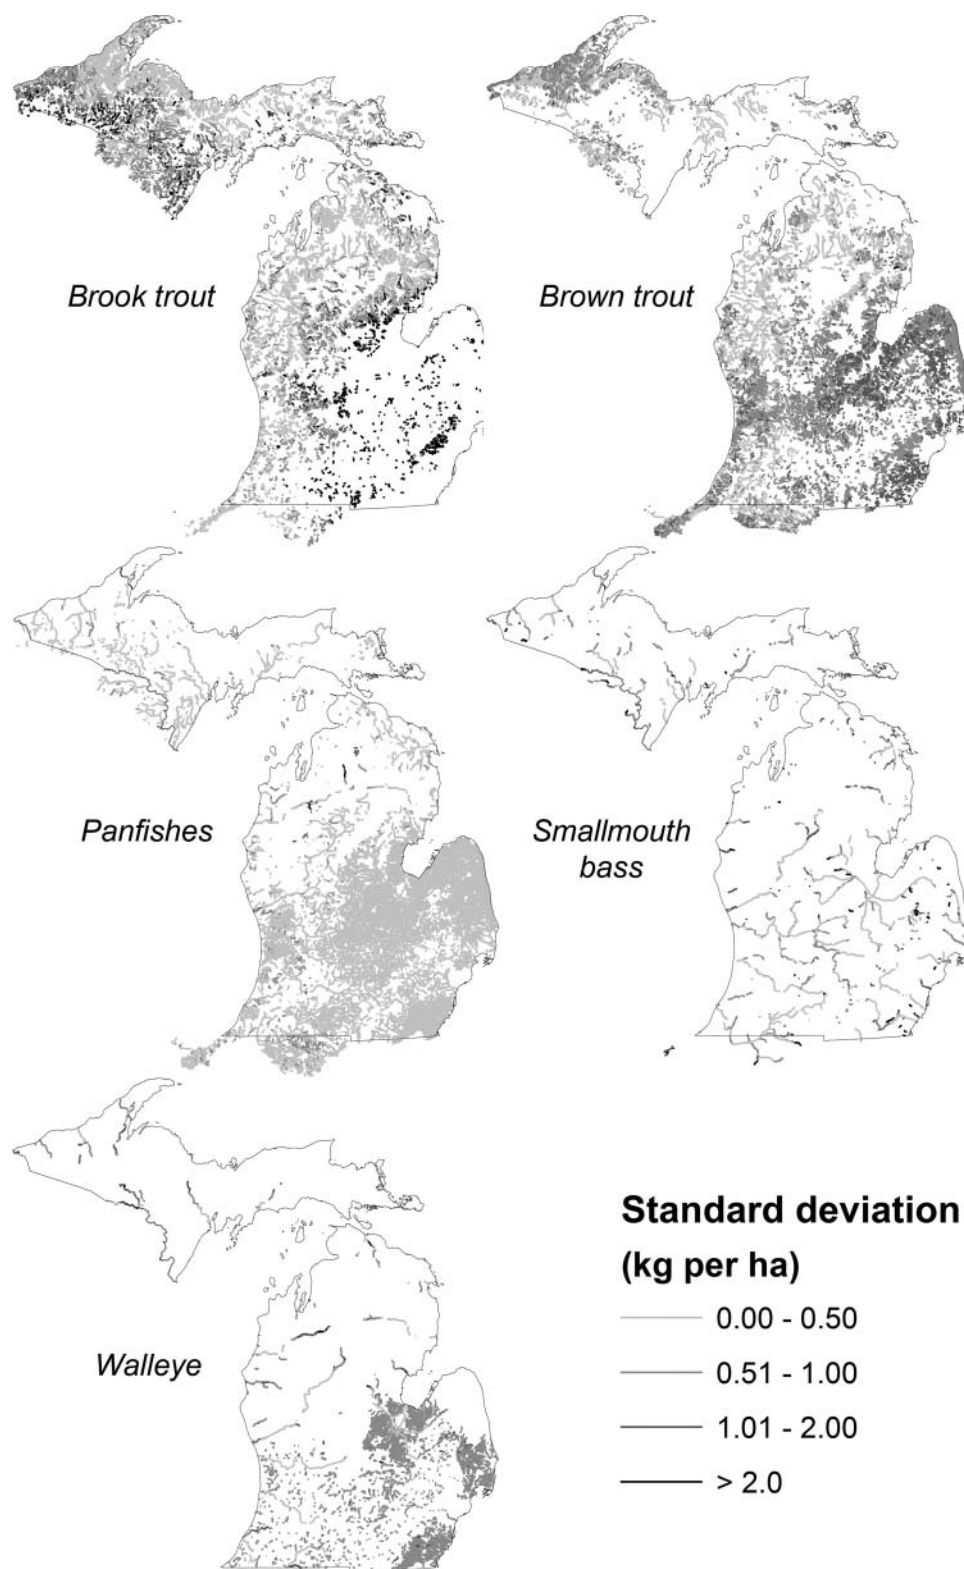 Brook trout
Brown trout
Panfishes
Smallmouth
bass
Walleye
Standard deviation
(kg per ha)
0.00 - 0.50
0.51 - 1.00
1.01 - 2.00
> 2.0